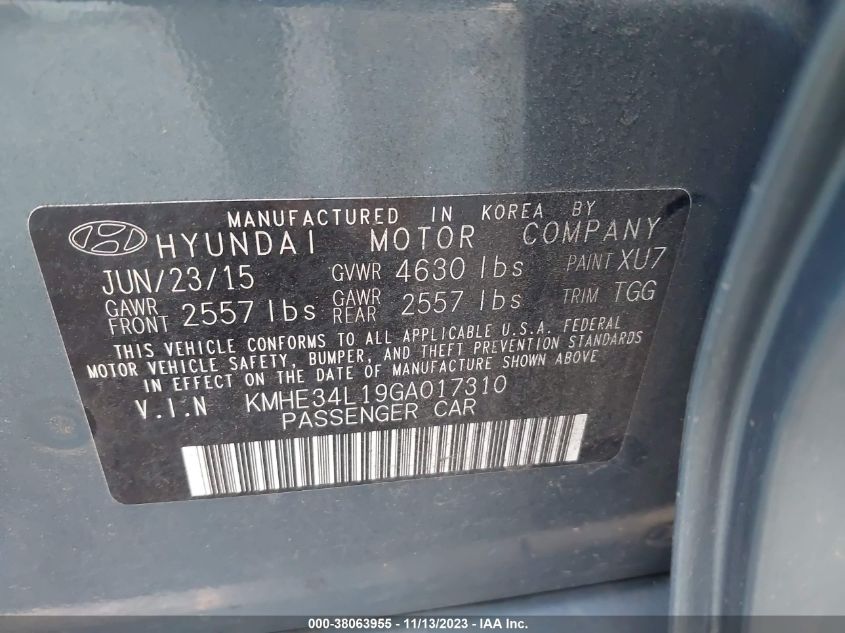 MANUFACTURED IN KOREA BY
HYUNDAI MOTOR COMPANY
JUN/23/15 GVWR 4630 lbs PAINT XU7
GAWR FRONT 2557 lbs GAWR REAR 2557 lbs TRIM TGG
THIS VEHICLE CONFORMS TO ALL APPLICABLE U.S.A. FEDERAL
MOTOR VEHICLE SAFETY, BUMPER, AND THEFT PREVENTION STANDARDS
IN EFFECT ON THE DATE OF MANUFACTURE SHOWN ABOVE
V.I.N KMHE34L19GA017310
PASSENGER CAR
000-38063955 - 11/13/2023 - IAAI.com. Copyright IAA, Inc.